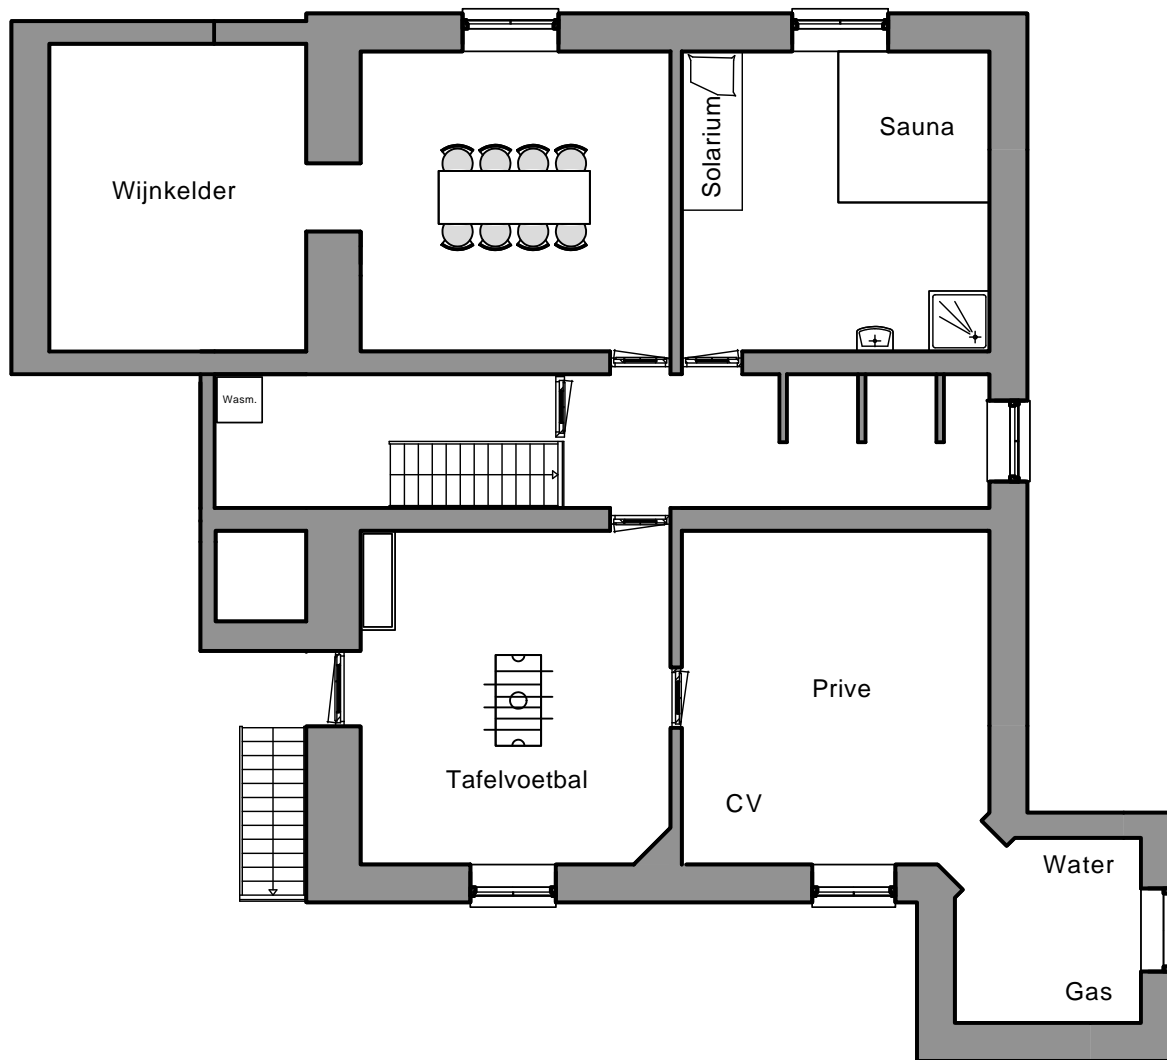 Solarium
Sauna
Wijnkelder
Wasm.
Prive
Tafelvoetbal
CV
Water
Gas